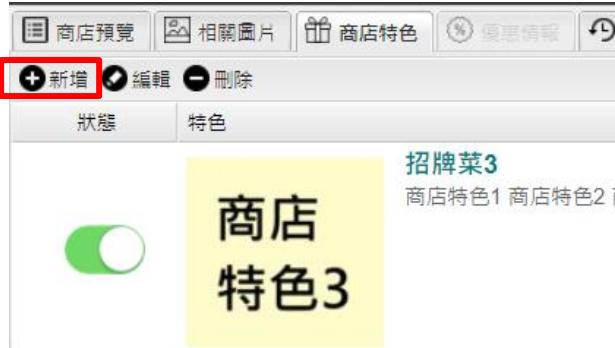 商店預覽 相關圖片 商店特色 優惠情報
新增 編輯 刪除
狀態 特色
招牌菜3
商店特色1 商店特色2
商店
特色3